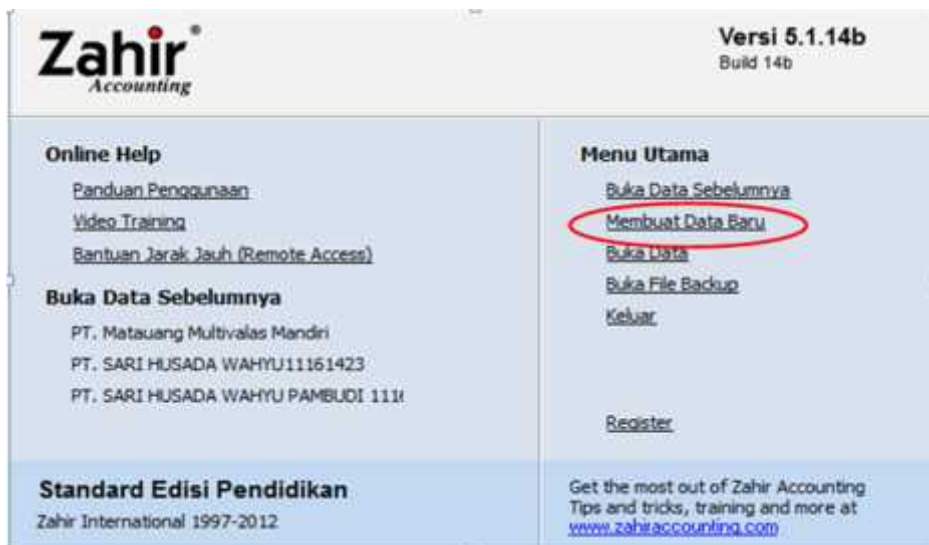 Zahir®
Accounting
Versi 5.1.14b
Build 14b
Online Help
Panduan Penggunaan
Video Training
Bantuan Jarak Jauh (Remote Access)
Buka Data Sebelumnya
PT. Matauang Multivalas Mandiri
PT. SARI HUSADA WAHYU11161423
PT. SARI HUSADA WAHYU PAMBUDI 1116
Menu Utama
Buka Data Sebelumnya
Membuat Data Baru
Buka Data
Buka File Backup
Keluar
Register
Standard Edisi Pendidikan
Zahir International 1997-2012
Get the most out of Zahir Accounting
Tips and tricks, training and more at
www.zahiraccounting.com